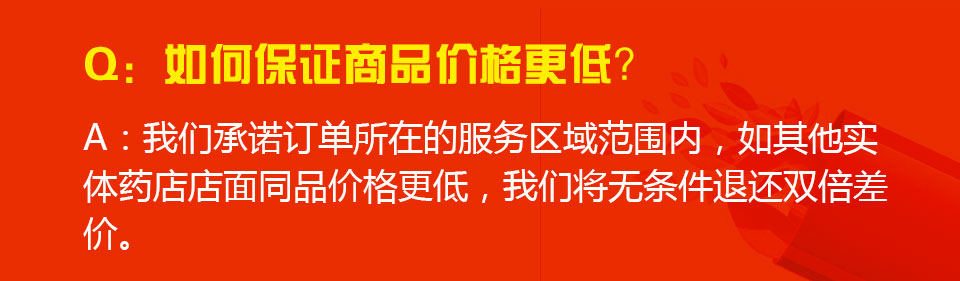 Q：如何保证商品价格更低？
A：我们承诺订单所在的服务区域范围内，如其他实
体药店店面同品价格更低，我们将无条件退还双倍差
价。